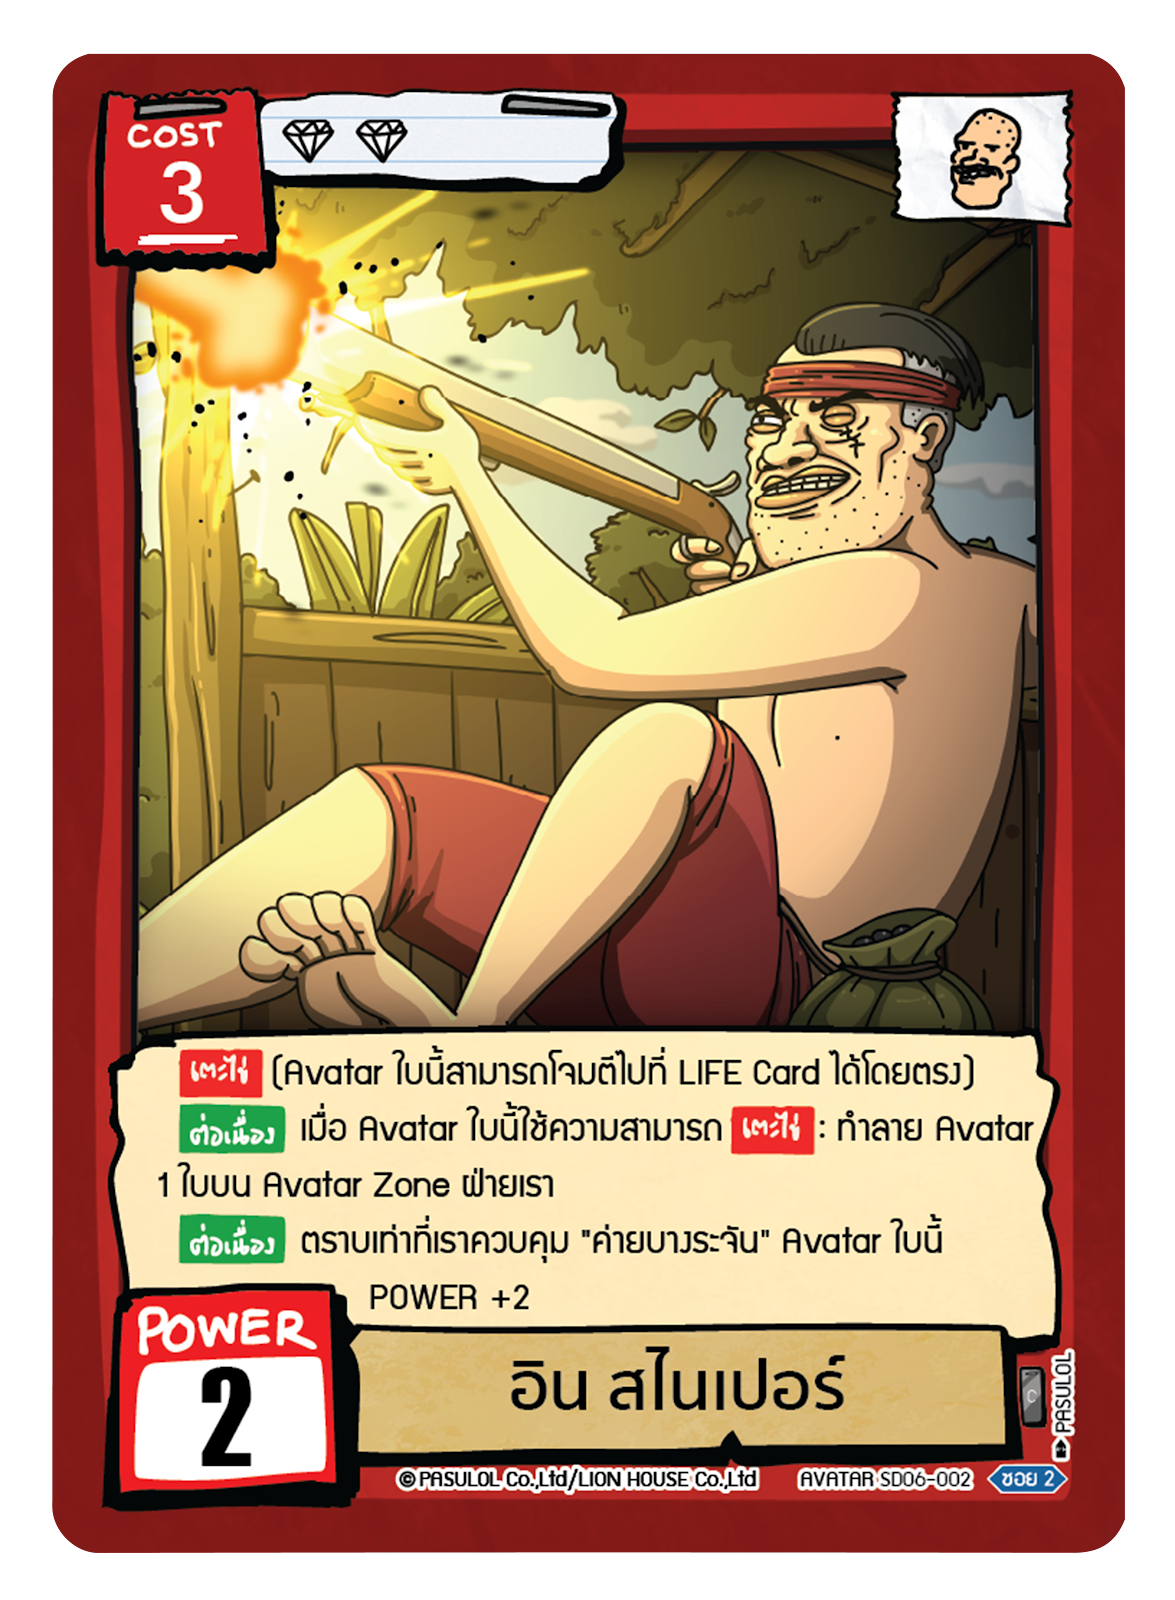 COST
3
เตะไข่ (Avatar ใบนี้สามารถโจมตีไปที่ LIFE Card ได้โดยตรง)
ต่อเนื่อง เมื่อ Avatar ใบนี้ใช้ความสามารถ เตะไข่ : ทำลาย Avatar
1 ใบบน Avatar Zone ฝ่ายเรา
ต่อเนื่อง ตราบเท่าที่เราควบคุม "ค่ายบางระจัน" Avatar ใบนี้
POWER +2
POWER
2
อิน สไนเปอร์
C
PASULOL
© PASULOL Co.,Ltd/LION HOUSE Co.,Ltd AVATAR SD06-002 ซอย 2